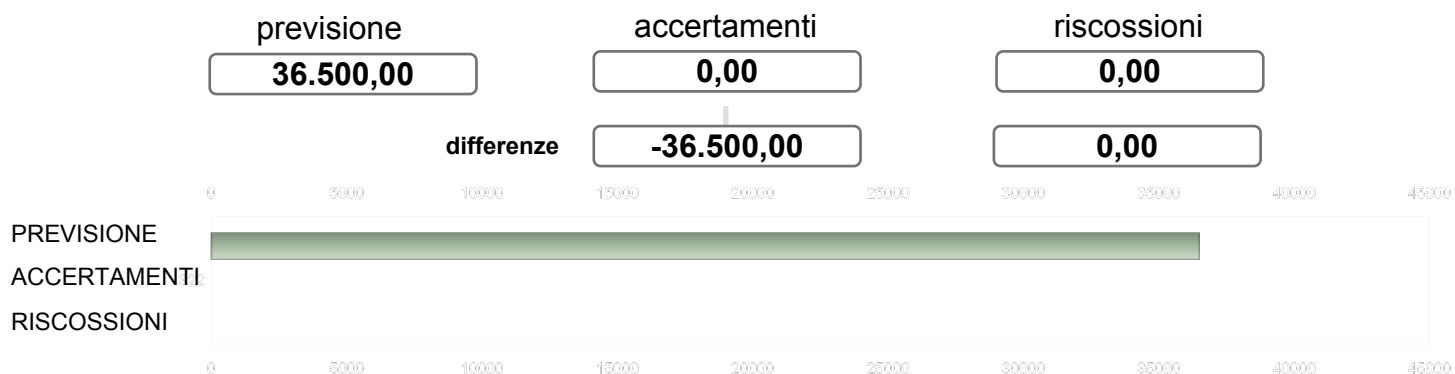 previsione accertamenti riscossioni
36.500,00 0,00 0,00
differenze -36.500,00 0,00
0 5000 10000 15000 20000 25000 30000 35000 40000 45000
PREVISIONE
ACCERTAMENTI
RISCOSSIONI
0 5000 10000 15000 20000 25000 30000 35000 40000 45000